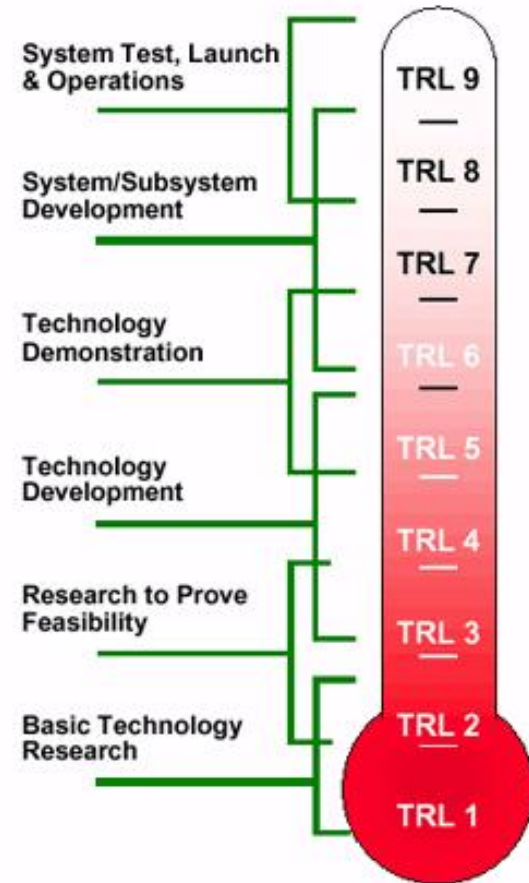 System Test, Launch
& Operations
System/Subsystem
Development
Technology
Demonstration
Technology
Development
Research to Prove
Feasibility
Basic Technology
Research
TRL 9
TRL 8
TRL 7
TRL 6
TRL 5
TRL 4
TRL 3
TRL 2
TRL 1